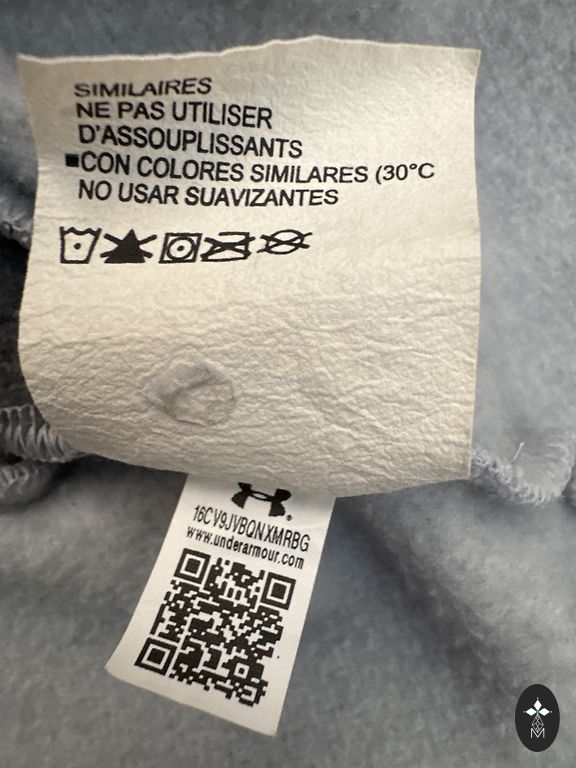 SIMILAIRES
NE PAS UTILISER
D'ASSOUPLISSANTS
■CON COLORES SIMILARES (30°C
NO USAR SUAVIZANTES
16CV9JVBQNXMRBG
www.underarmour.com
M